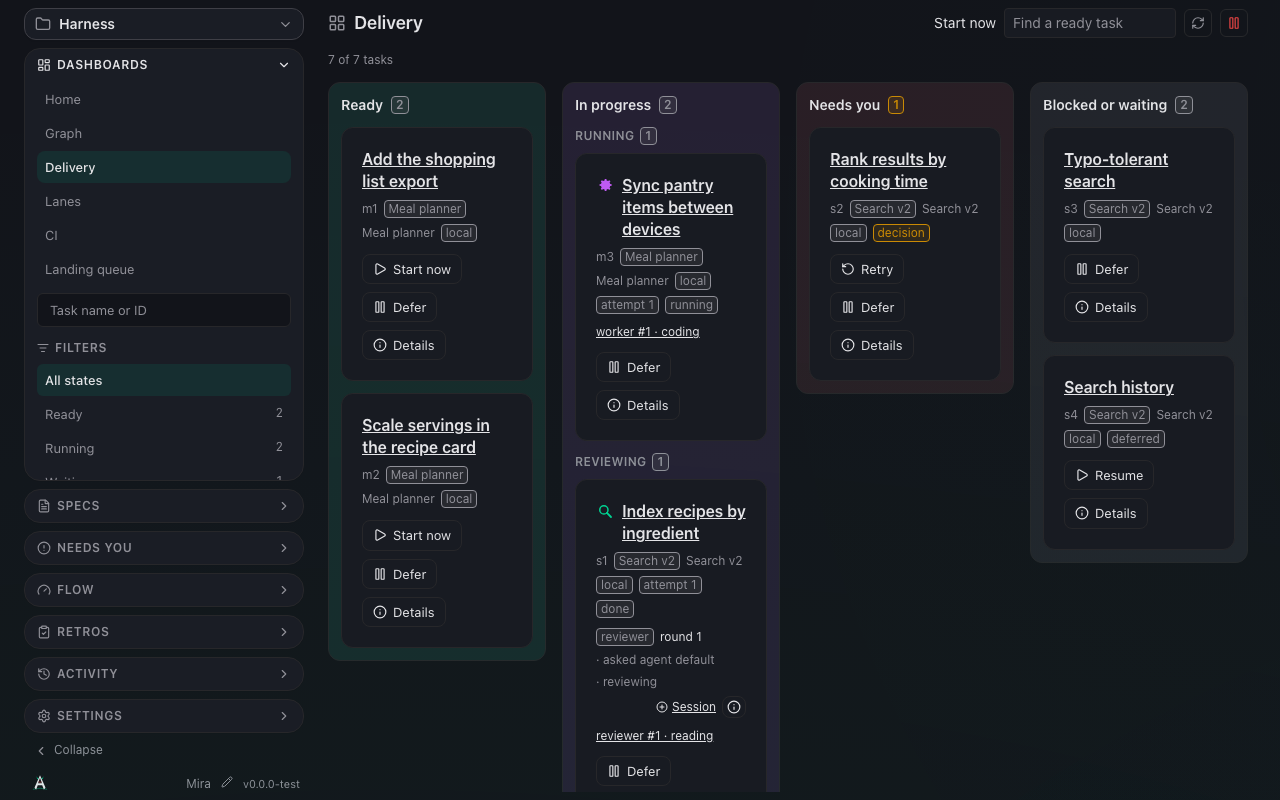 Harness
DASHBOARDS
Home
Graph
Delivery
Lanes
CI
Landing queue
Task name or ID
FILTERS
All states
Ready 2
Running 2
SPECS
NEEDS YOU
FLOW
RETROS
ACTIVITY
SETTINGS
Collapse
Mira v0.0.0-test
Delivery
Start now Find a ready task
7 of 7 tasks
Ready 2
Add the shopping
list export
m1 Meal planner
Meal planner local
Start now
Defer
Details
Scale servings in
the recipe card
m2 Meal planner
Meal planner local
Start now
Defer
Details
In progress 2
RUNNING 1
Sync pantry
items between
devices
m3 Meal planner
Meal planner local
attempt 1 running
worker #1 · coding
Defer
Details
REVIEWING 1
Index recipes by
ingredient
s1 Search v2 Search v2
local attempt 1
done
reviewer round 1
· asked agent default
· reviewing
Session
reviewer #1 · reading
Defer
Needs you 1
Rank results by
cooking time
s2 Search v2 Search v2
local decision
Retry
Defer
Details
Blocked or waiting 2
Typo-tolerant
search
s3 Search v2 Search v2
local
Defer
Details
Search history
s4 Search v2 Search v2
local deferred
Resume
Details